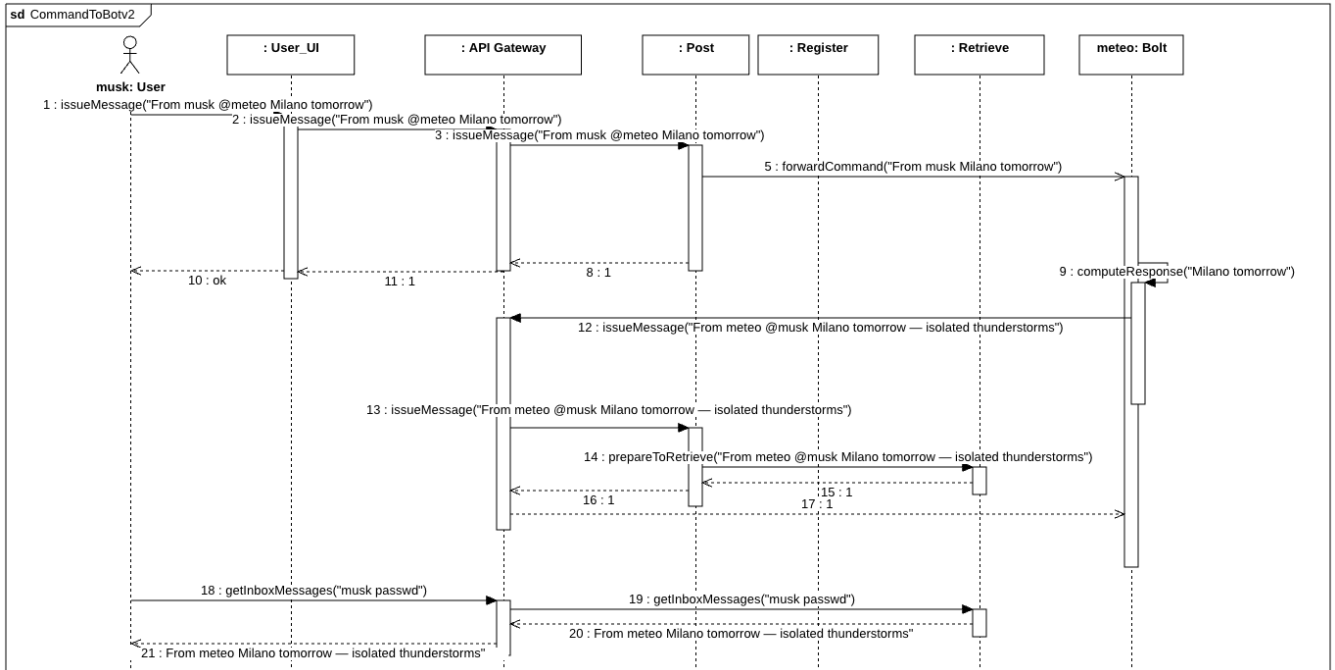 sd CommandToBotv2
: User_UI
: API Gateway
: Post
: Register
: Retrieve
meteo: Bolt
musk: User
1 : issueMessage("From musk @meteo Milano tomorrow")
2 : issueMessage("From musk @meteo Milano tomorrow")
3 : issueMessage("From musk @meteo Milano tomorrow")
5 : forwardCommand("From musk Milano tomorrow")
8 : 1
9 : computeResponse("Milano tomorrow")
10 : ok
11 : 1
12 : issueMessage("From meteo @musk Milano tomorrow — isolated thunderstorms")
13 : issueMessage("From meteo @musk Milano tomorrow — isolated thunderstorms")
14 : prepareToRetrieve("From meteo @musk Milano tomorrow — isolated thunderstorms")
15 : 1
16 : 1
17 : 1
18 : getInboxMessages("musk passwd")
19 : getInboxMessages("musk passwd")
20 : From meteo Milano tomorrow — isolated thunderstorms"
21 : From meteo Milano tomorrow — isolated thunderstorms"